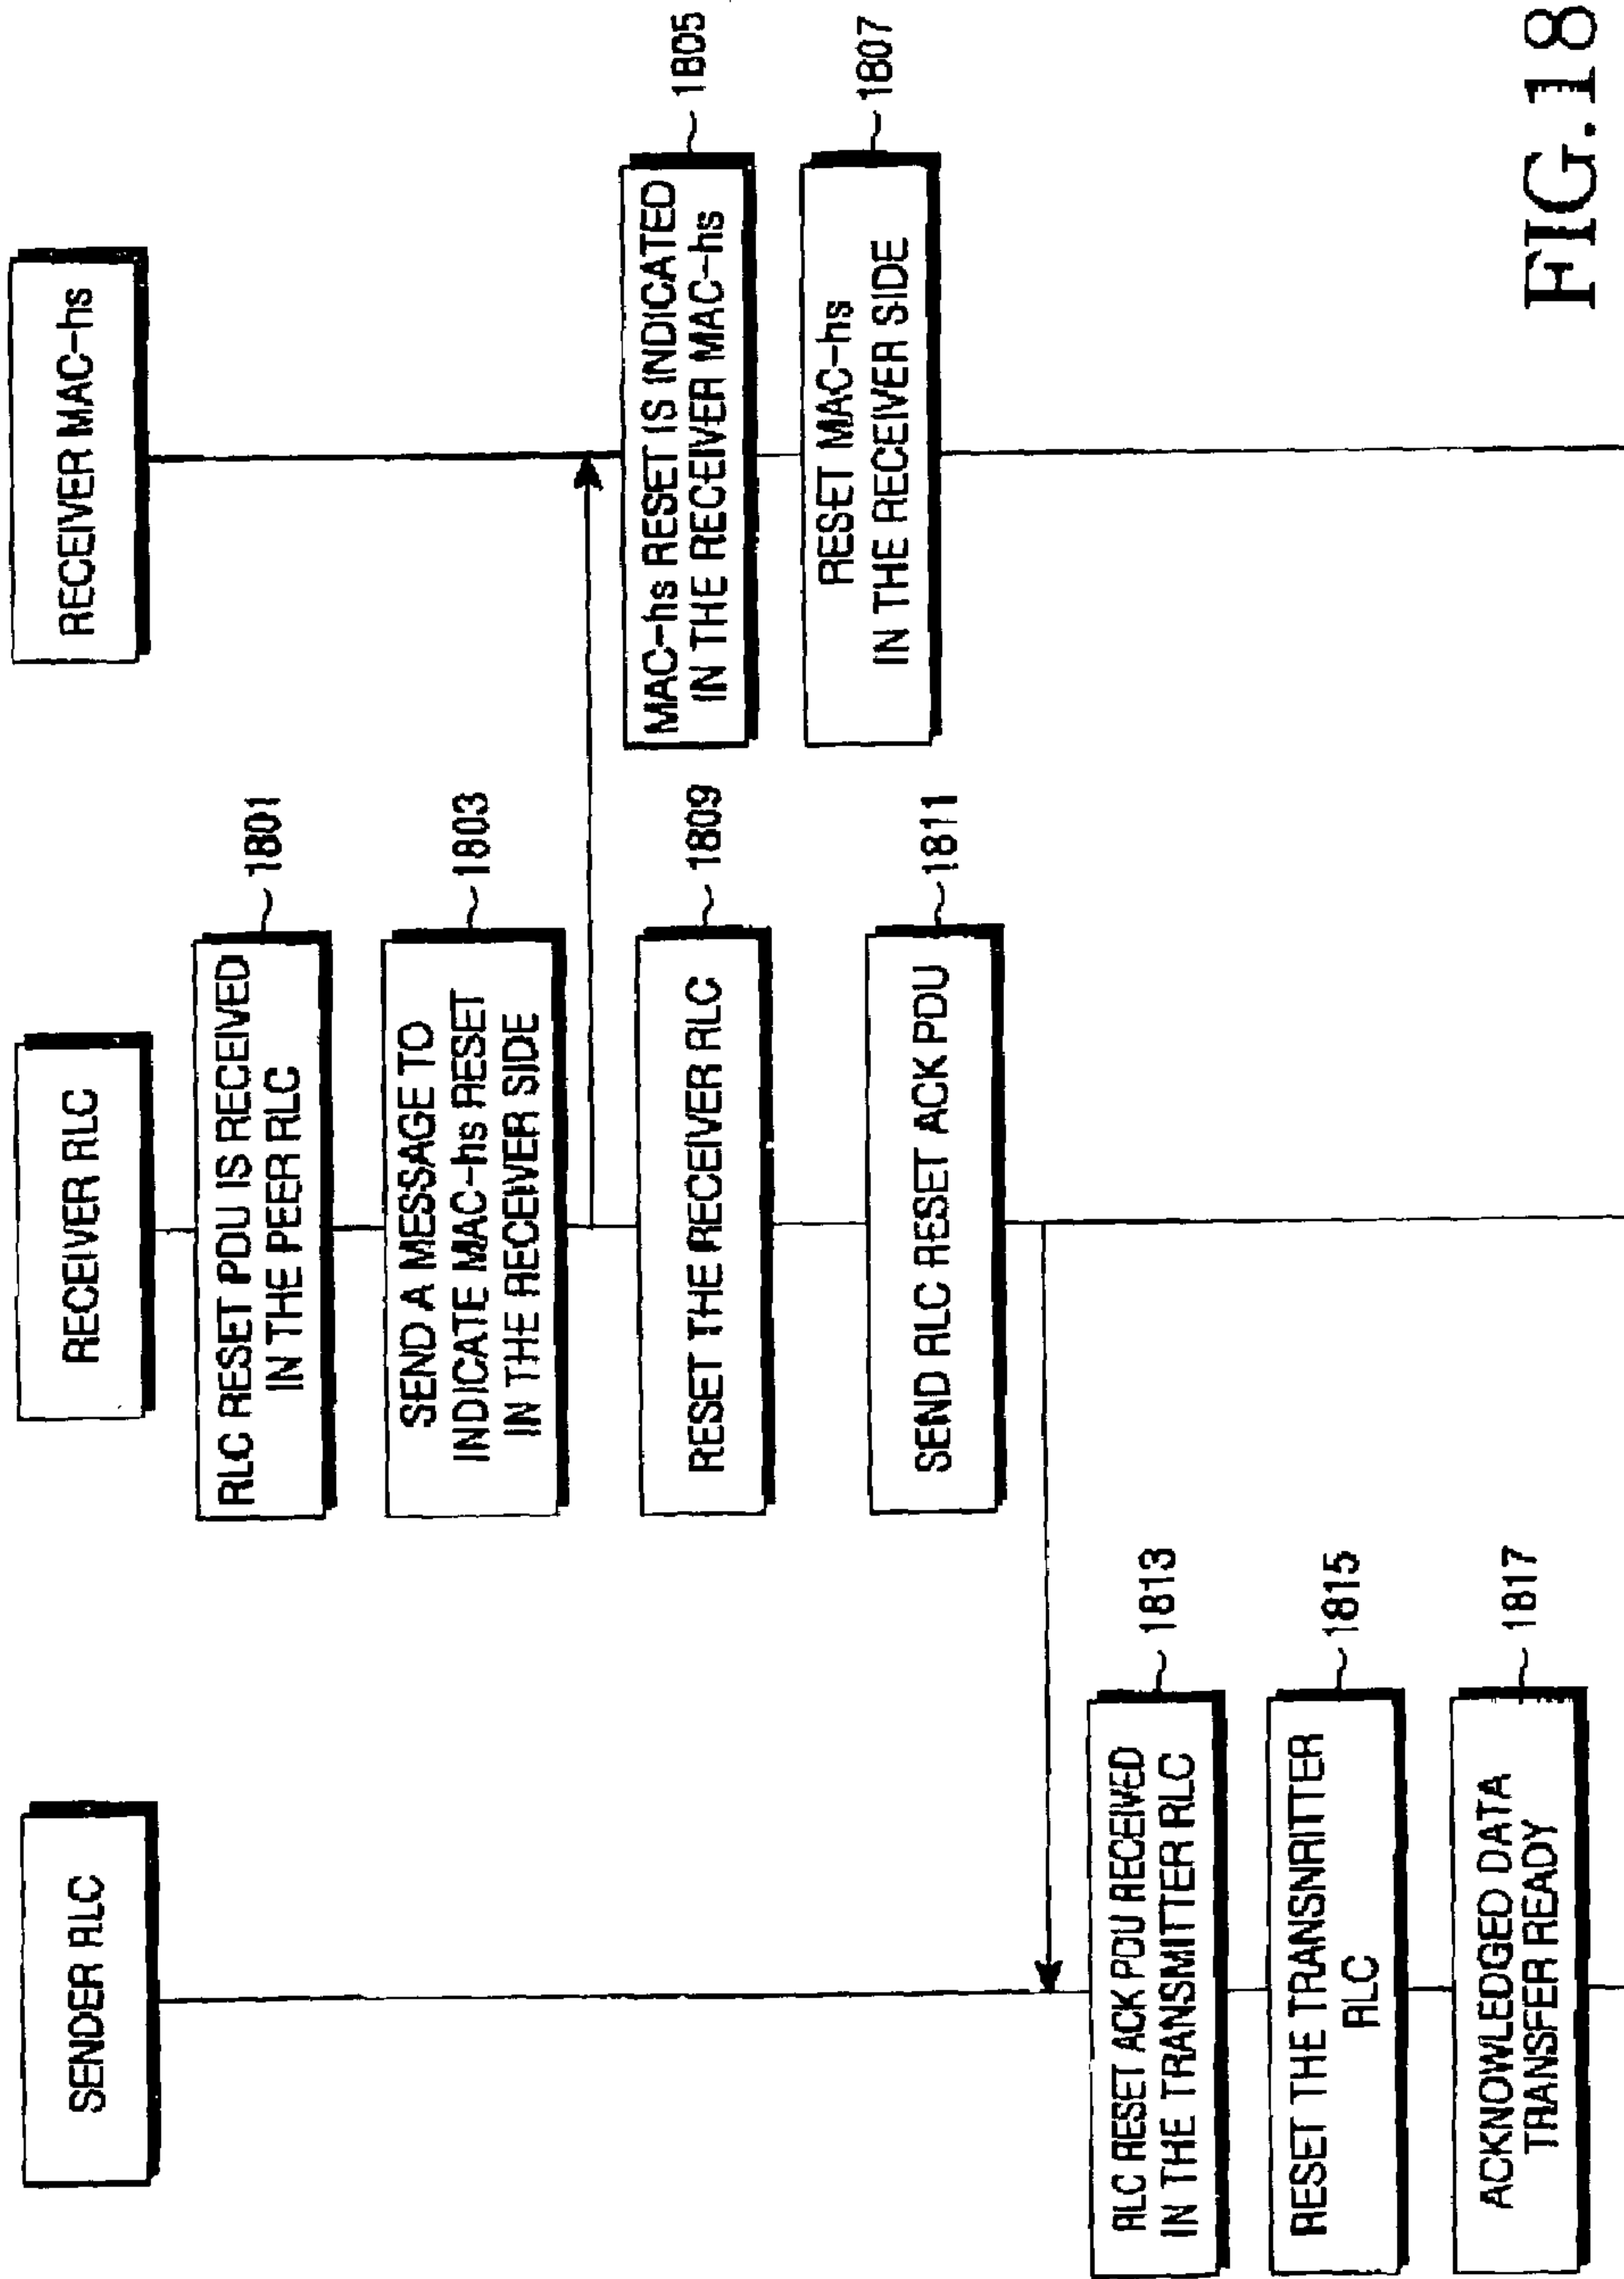 SENDER RLC
RECEIVER RLC
RECEIVER MAC-hs
RLC RESET PDU IS RECEIVED
IN THE PEER RLC
1801
SEND A MESSAGE TO
INDICATE MAC-hs RESET
IN THE RECEIVER SIDE
1803
MAC-hs RESET IS INDICATED
IN THE RECEIVER MAC-hs
1805
RESET THE RECEIVER RLC
1809
RESET MAC-hs
IN THE RECEIVER SIDE
1807
SEND RLC RESET ACK PDU
1811
RLC RESET ACK PDU RECEIVED
IN THE TRANSMITTER RLC
1813
RESET THE TRANSNRITTER
RLC
1815
ACKNOWLEDGED DATA
TRANSFER READY
1817
FIG.18